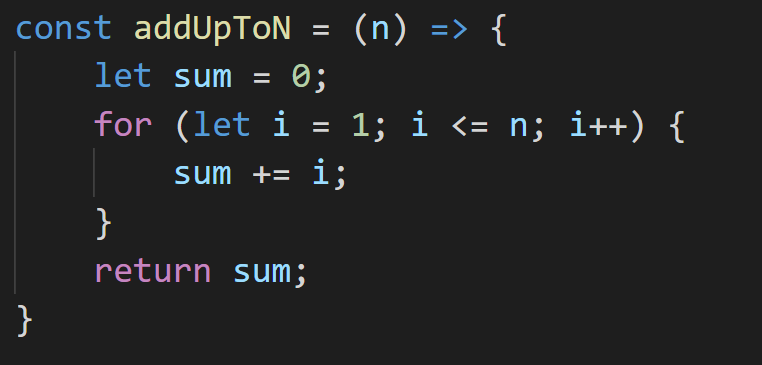 const addUpToN = (n) => {
    let sum = 0;
    for (let i = 1; i <= n; i++) {
        sum += i;
    }
    return sum;
}